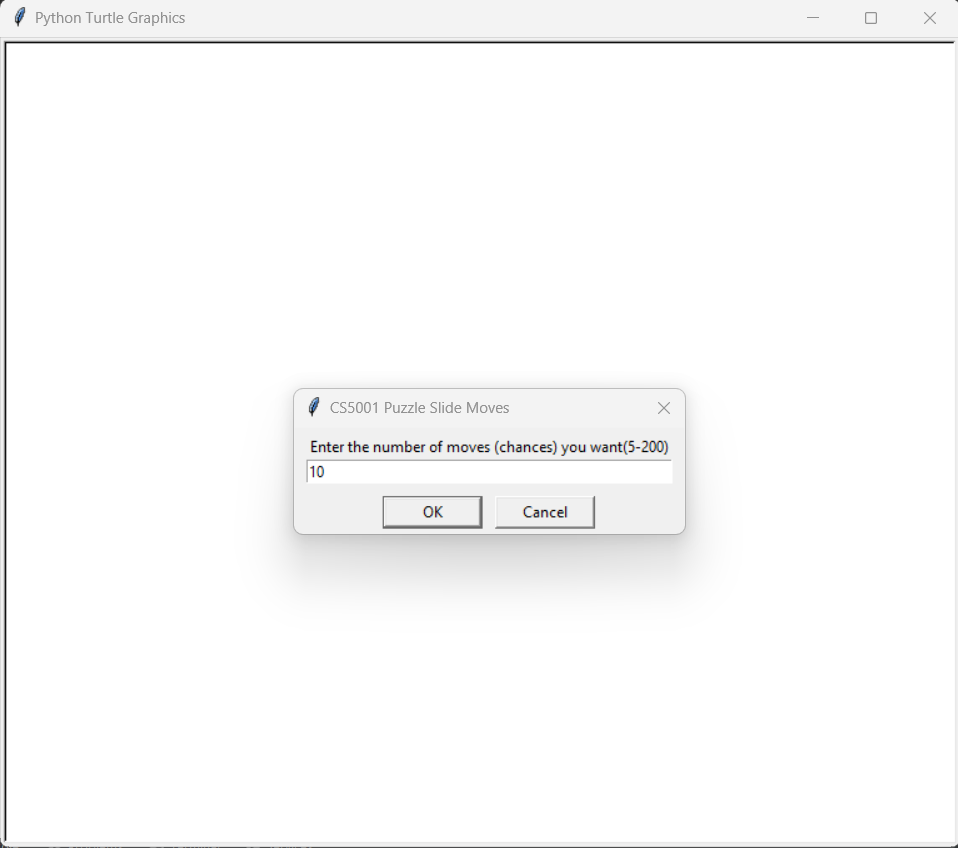 Python Turtle Graphics
CS5001 Puzzle Slide Moves
Enter the number of moves (chances) you want(5-200)
10
OK Cancel